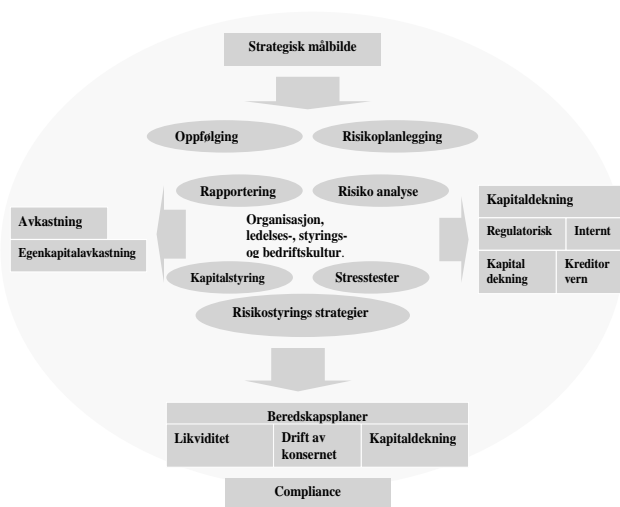 Strategisk målbilde
Oppfølging
Risikoplanlegging
Rapportering
Risiko analyse
Avkastning
Egenkapitalavkastning
Organisasjon,
ledelses-, styrings-
og bedriftskultur.
Kapitaldekning
Regulatorisk
Internt
Kapital
dekning
Kreditor
vern
Kapitalstyring
Stresstester
Risikostyrings strategier
Beredskapsplaner
Likviditet
Drift av
konsernet
Kapitaldekning
Compliance